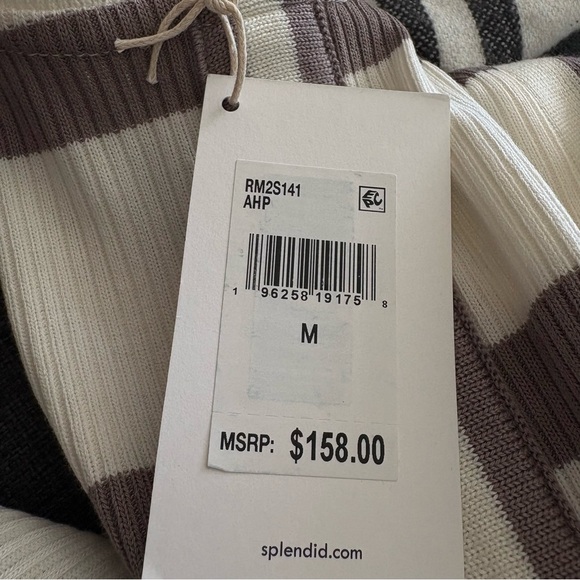 RM2S141
AHP
1 96258 19175 8
M
MSRP: $158.00
splendid.com